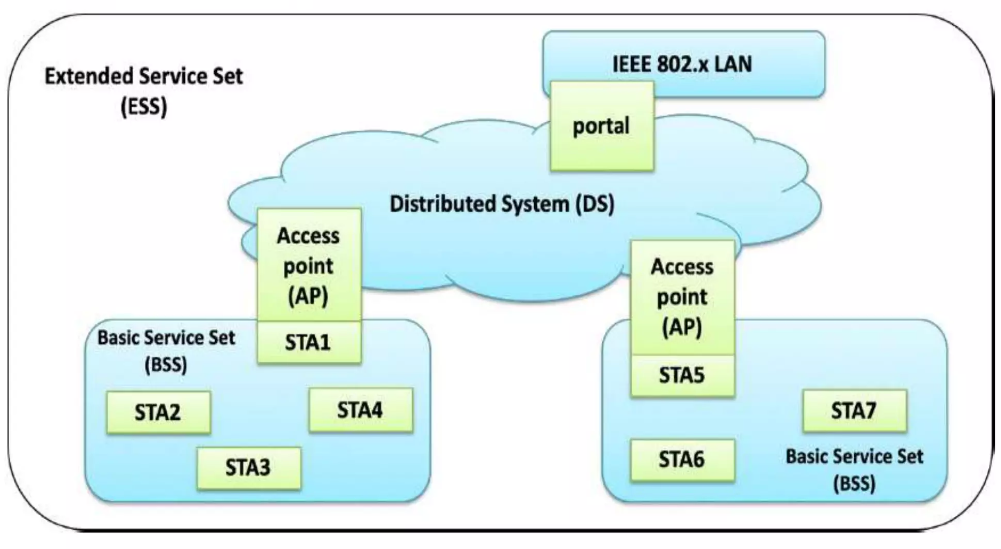 Extended Service Set
(ESS)
IEEE 802.x LAN
portal
Distributed System (DS)
Access
point
(AP)
STA1
Access
point
(AP)
STA5
Basic Service Set
(BSS)
STA2
STA4
STA3
STA7
STA6
Basic Service Set
(BSS)